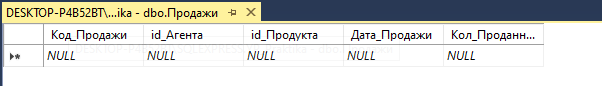 DESKTOP-P4B52BT\...ika - dbo.Продажи
Код_Продажи id_Агента id_Продукта Дата_Продажи Кол_Проданн...
NULL NULL NULL NULL NULL